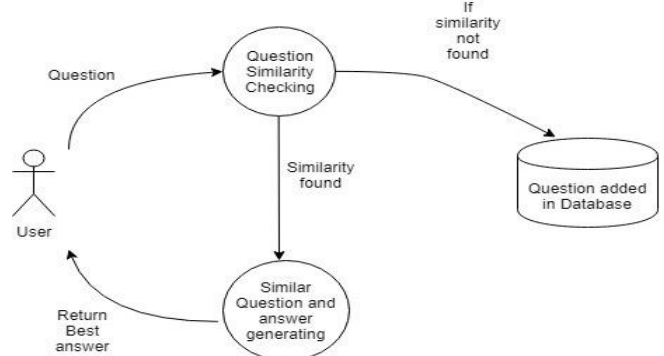 If
similarity
not
found
Question
Question
Similarity
Checking
Similarity
found
Question added
in Database
User
Similar
Question and
answer
generating
Return
Best
answer